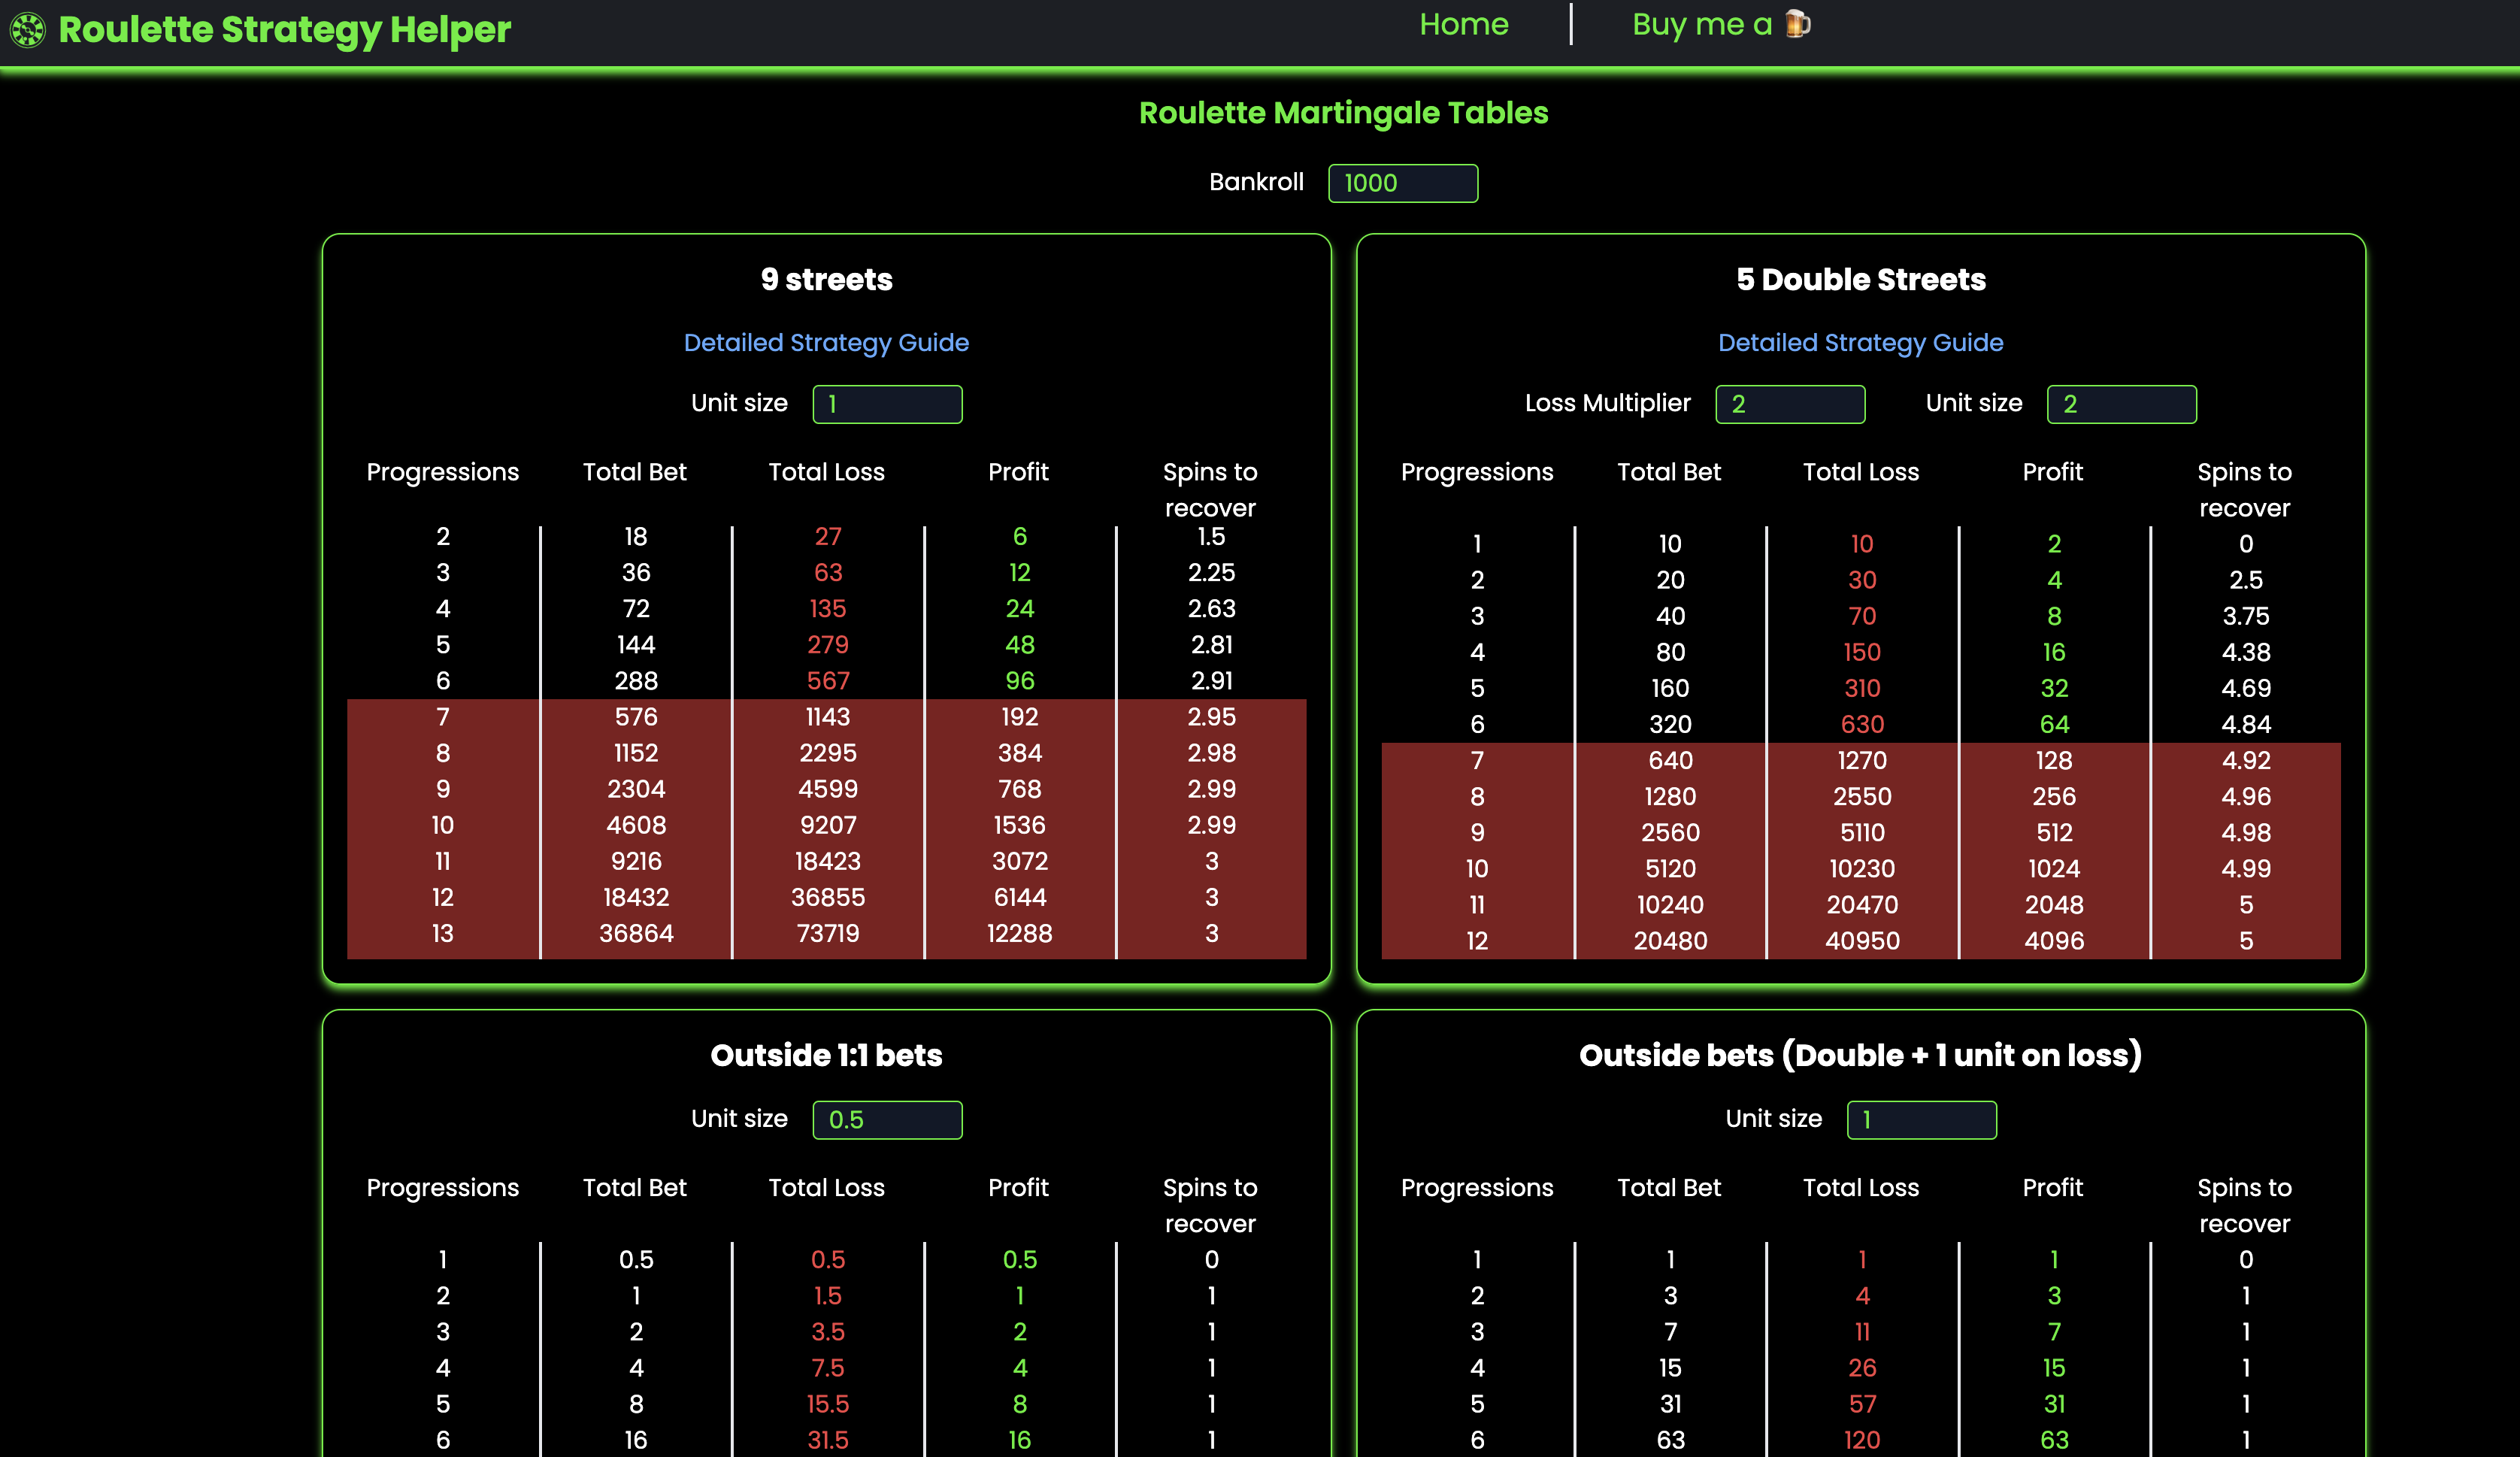 Roulette Strategy Helper
Home
Buy me a 🍺
Roulette Martingale Tables
Bankroll 1000
9 streets
Detailed Strategy Guide
Unit size 1
Progressions Total Bet Total Loss Profit Spins to
recover
2 18 27 6 1.5
3 36 63 12 2.25
4 72 135 24 2.63
5 144 279 48 2.81
6 288 567 96 2.91
7 576 1143 192 2.95
8 1152 2295 384 2.98
9 2304 4599 768 2.99
10 4608 9207 1536 2.99
11 9216 18423 3072 3
12 18432 36855 6144 3
13 36864 73719 12288 3
5 Double Streets
Detailed Strategy Guide
Loss Multiplier 2 Unit size 2
Progressions Total Bet Total Loss Profit Spins to
recover
1 10 10 2 0
2 20 30 4 2.5
3 40 70 8 3.75
4 80 150 16 4.38
5 160 310 32 4.69
6 320 630 64 4.84
7 640 1270 128 4.92
8 1280 2550 256 4.96
9 2560 5110 512 4.98
10 5120 10230 1024 4.99
11 10240 20470 2048 5
12 20480 40950 4096 5
Outside 1:1 bets
Unit size 0.5
Progressions Total Bet Total Loss Profit Spins to
recover
1 0.5 0.5 0.5 0
2 1 1.5 1 1
3 2 3.5 2 1
4 4 7.5 4 1
5 8 15.5 8 1
6 16 31.5 16 1
Outside bets (Double + 1 unit on loss)
Unit size 1
Progressions Total Bet Total Loss Profit Spins to
recover
1 1 1 1 0
2 3 4 3 1
3 7 11 7 1
4 15 26 15 1
5 31 57 31 1
6 63 120 63 1